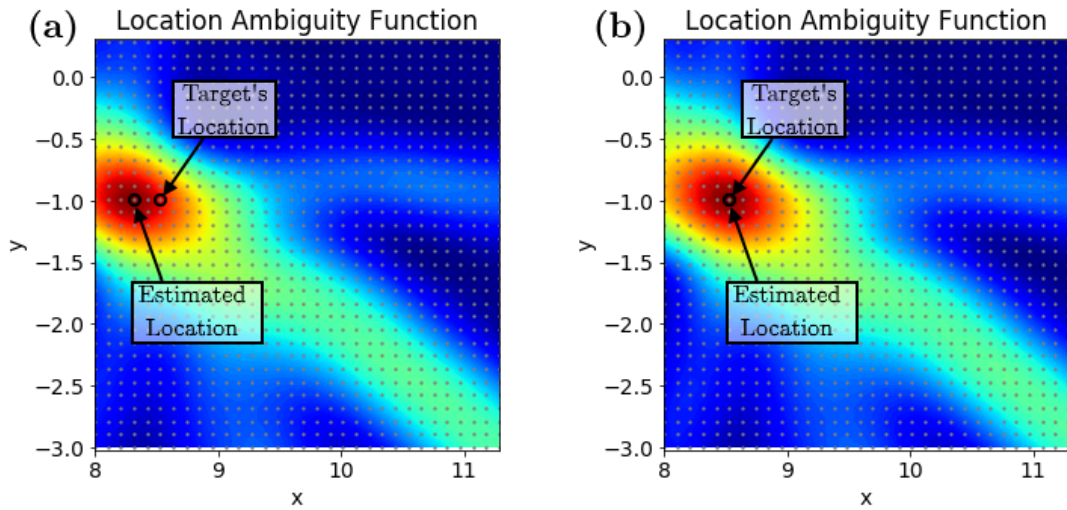 (a)
Location Ambiguity Function
0.0
−0.5
−1.0
−1.5
−2.0
−2.5
−3.0
y
Target's
Location
Estimated
Location
8
9
10
11
x
(b)
Location Ambiguity Function
0.0
−0.5
−1.0
−1.5
−2.0
−2.5
−3.0
y
Target's
Location
Estimated
Location
8
9
10
11
x